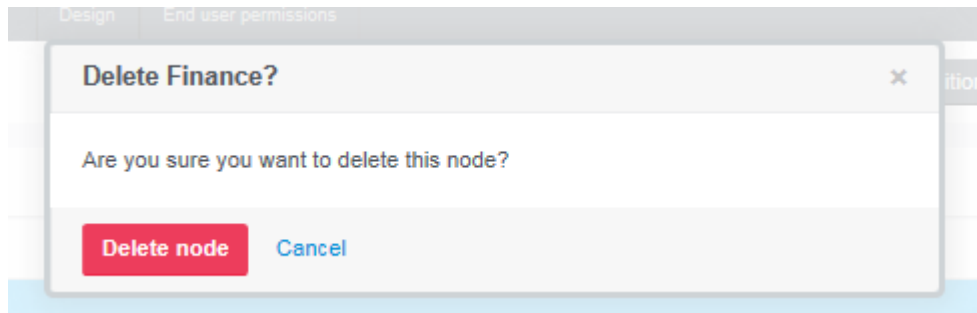 Design End user permissions
Delete Finance? ×
Are you sure you want to delete this node?
Delete node Cancel